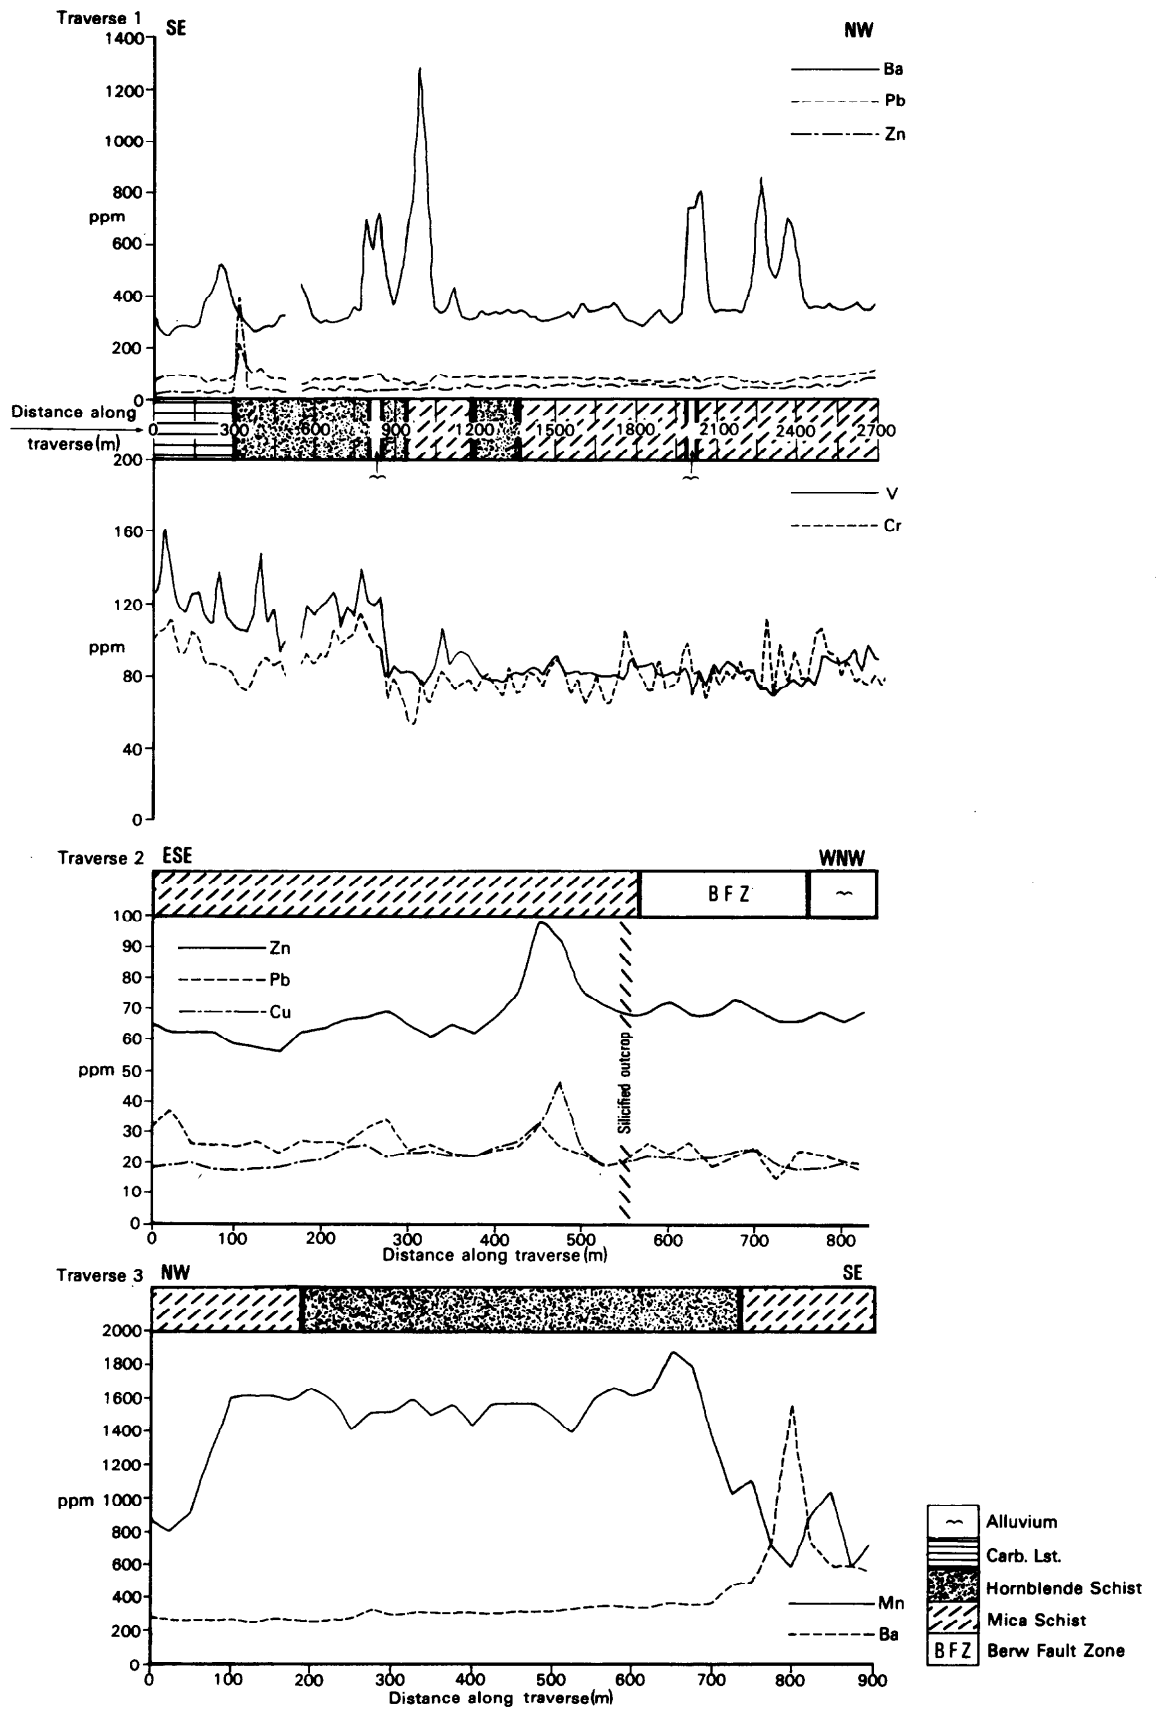 Traverse 1 SE NW
1400
Ba
1200
Pb
1000
Zn
800
ppm
600
400
200
0
Distance along
traverse(m)
0 300 600 900 1200 1500 1800 2100 2400 2700
200
V
160
Cr
120
ppm
80
40
0
Traverse 2 ESE WNW
B F Z
100
90
Zn
80
Pb
70
Cu
60
ppm 50
Silicified outcrop
40
30
20
10
0
0 100 200 300 400 500 600 700 800
Distance along traverse(m)
Traverse 3 NW SE
2000
1800
1600
1400
1200
ppm 1000
800
600
400
200
0
Mn
Ba
0 100 200 300 400 500 600 700 800 900
Distance along traverse(m)
Alluvium
Carb. Lst.
Hornblende Schist
Mica Schist
B F Z Berw Fault Zone